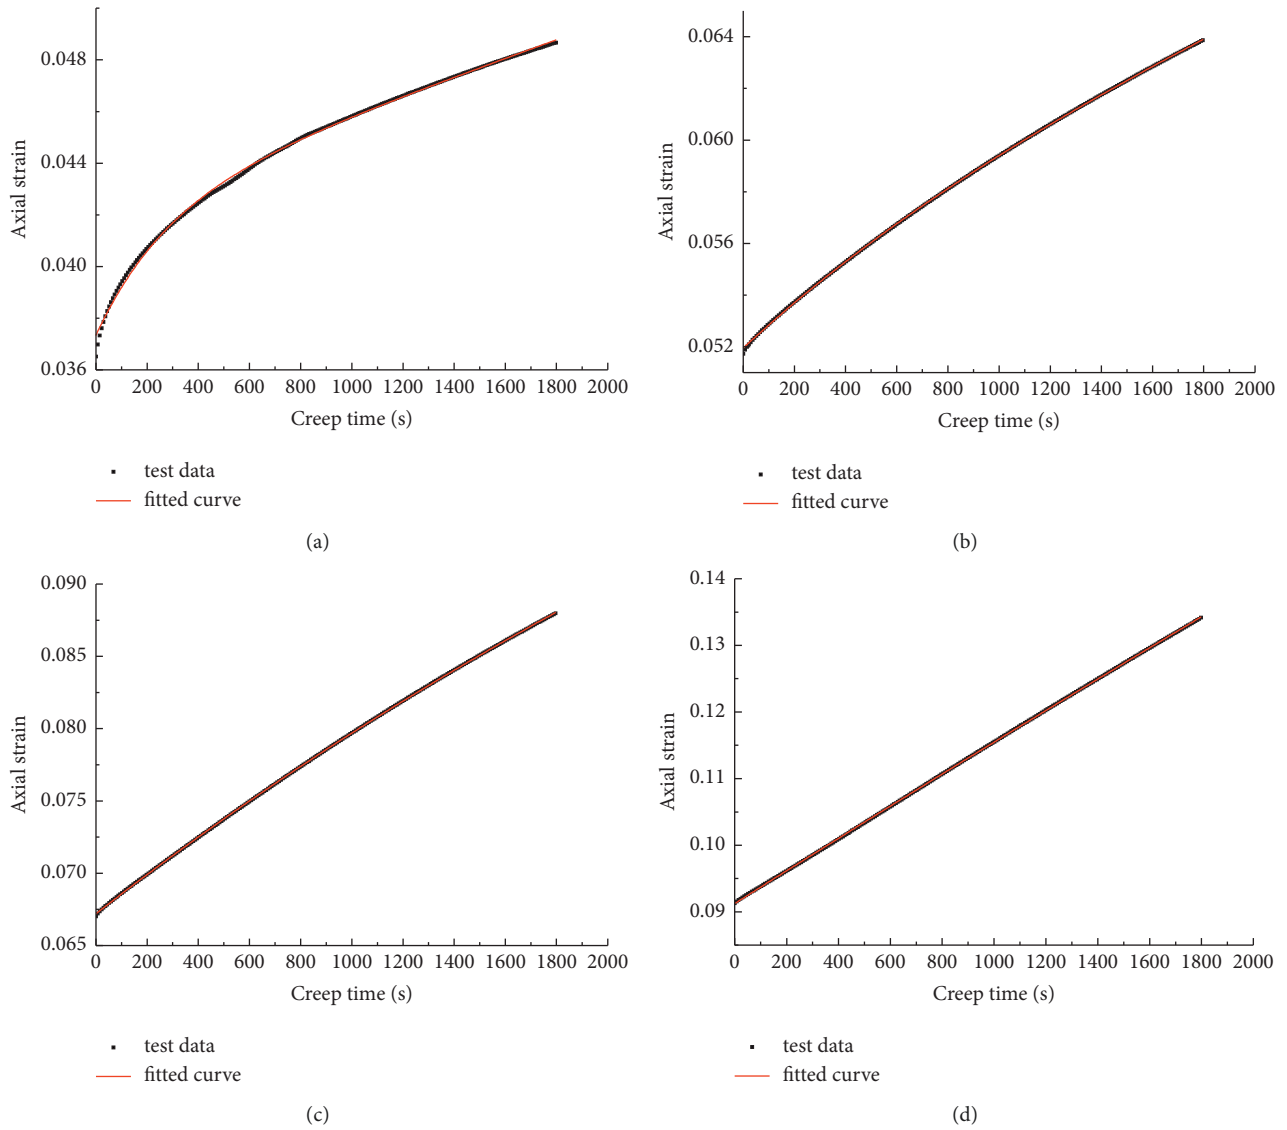 0.048
0.044
0.040
0.036
Axial strain
0 200 400 600 800 1000 1200 1400 1600 1800 2000
Creep time (s)
test data
fitted curve
(a)
0.064
0.060
0.056
0.052
Axial strain
0 200 400 600 800 1000 1200 1400 1600 1800 2000
Creep time (s)
test data
fitted curve
(b)
0.090
0.085
0.080
0.075
0.070
0.065
Axial strain
0 200 400 600 800 1000 1200 1400 1600 1800 2000
Creep time (s)
test data
fitted curve
(c)
0.14
0.13
0.12
0.11
0.10
0.09
Axial strain
0 200 400 600 800 1000 1200 1400 1600 1800 2000
Creep time (s)
test data
fitted curve
(d)